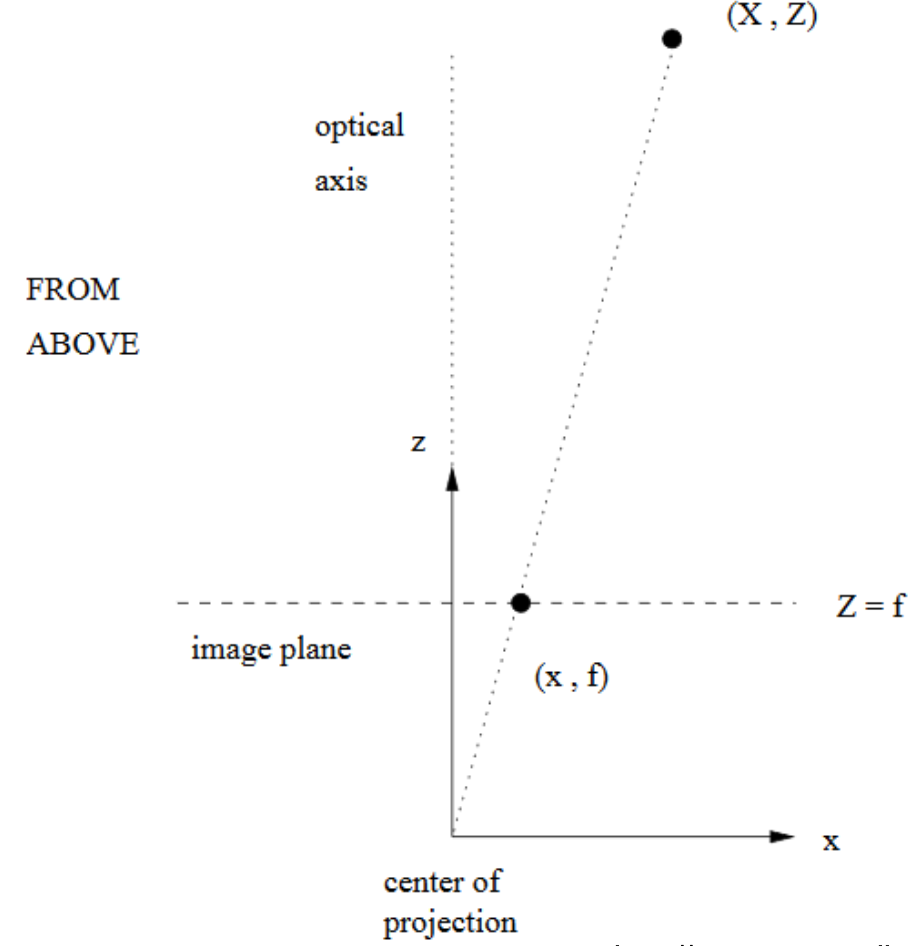 (X , Z)
optical
axis
FROM
ABOVE
z
Z = f
image plane
(x , f)
x
center of
projection